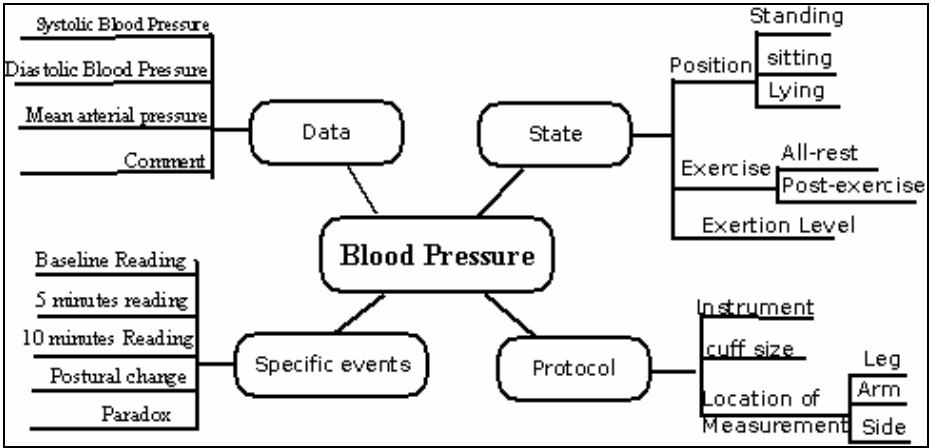 Systolic Blood Pressure
Diastolic Blood Pressure
Mean arterial pressure
Comment
Data
State
Position
Standing
sitting
Lying
Exercise
All-rest
Post-exercise
Exertion Level
Blood Pressure
Baseline Reading
5 minutes reading
10 minutes Reading
Postural change
Paradox
Specific events
Protocol
Instrument
cuff size
Location of
Measurement
Leg
Arm
Side